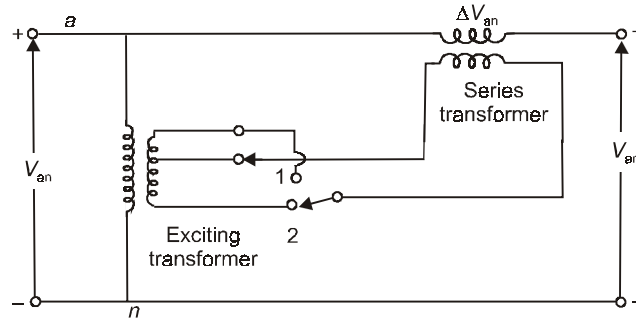 a
ΔVan
+
Series
transformer
Van
Van
1
2
Exciting
transformer
–
n